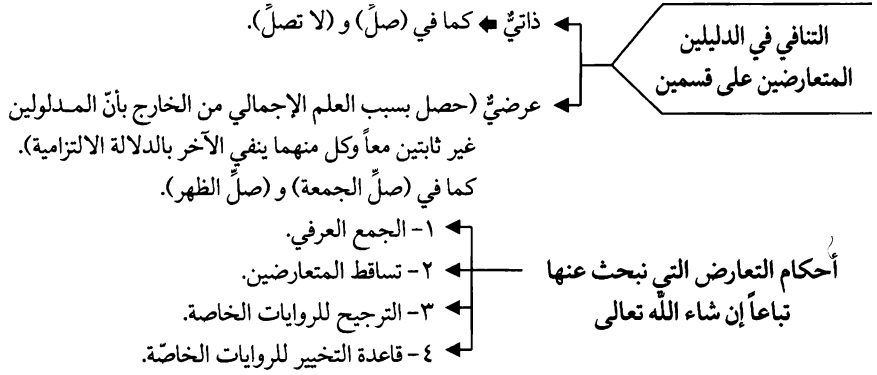 التنافي في الدليلين
المتعارضين على قسمين
ذاتيٌّ ← كما في (صلِّ) و (لا تصلِّ).
عرضيٌّ (حصل بسبب العلم الإجمالي من الخارج بأنّ المـدلولين
غير ثابتين معاً وكل منهما ينفي الآخر بالدلالة الالتزامية).
كما في (صلِّ الجمعة) و (صلِّ الظهر).
أحكام التعارض التي نبحث عنها
تباعاً إن شاء الله تعالى
١- الجمع العرفي.
٢- تساقط المتعارضين.
٣- الترجيح للروايات الخاصة.
٤- قاعدة التخيير للروايات الخاصّة.